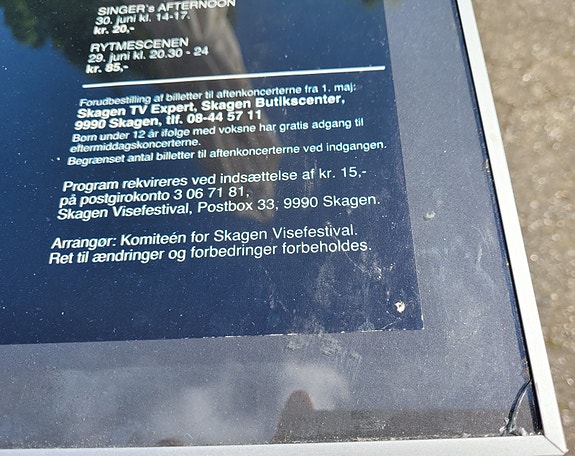 SINGER's AFTERNOON
30. juni kl. 14-17.
kr. 20,-
RYTMESCENEN
29. juni kl. 20.30 - 24
kr. 85,-
Forudbestilling af billetter til aftenkoncerterne fra 1. maj:
Skagen TV Expert, Skagen Butikscenter,
9990 Skagen, tlf. 08-44 57 11
Børn under 12 år ifølge med voksne har gratis adgang til
eftermiddagskoncerterne.
Begrænset antal billetter til aftenkoncerterne ved indgangen.
Program rekvireres ved indsættelse af kr. 15,-
på postgirokonto 3 06 71 81,
Skagen Visefestival, Postbox 33, 9990 Skagen.
Arrangør: Komiteén for Skagen Visefestival.
Ret til ændringer og forbedringer forbeholdes.